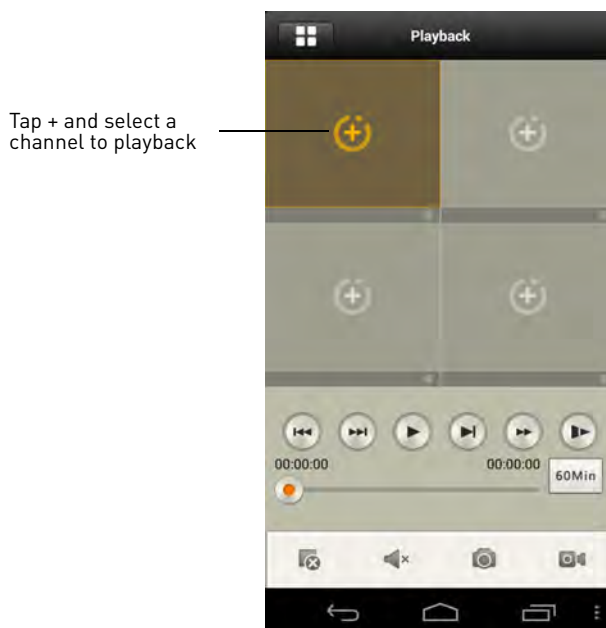 Playback
Tap + and select a
channel to playback
00:00:00
00:00:00
60Min